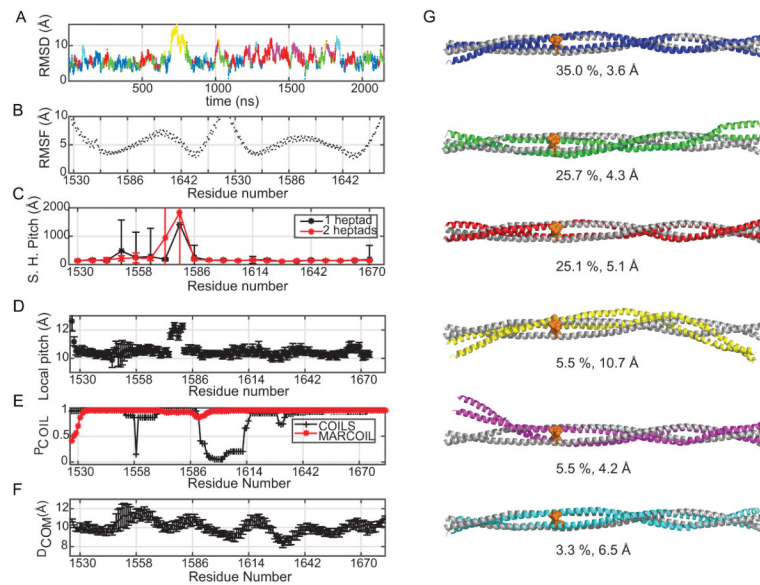 A
RMSD (Å)
10
0
500
1000
1500
2000
time (ns)
B
RMSF (Å)
10
5
0
1530
1586
1642
1530
1586
1642
Residue number
C
S. H. Pitch (Å)
2000
1000
0
1 heptad
2 heptads
1530
1558
1586
1614
1642
1670
Residue number
D
Local pitch(Å)
12
10
1530
1558
1586
1614
1642
1670
Residue number
E
PCOIL
1
0.5
0
COILS
MARCOIL
1530
1558
1586
1614
1642
1670
Residue Number
F
DCOM(Å)
12
10
8
1530
1558
1586
1614
1642
1670
Residue Number
G
35.0 %, 3.6 Å
25.7 %, 4.3 Å
25.1 %, 5.1 Å
5.5 %, 10.7 Å
5.5 %, 4.2 Å
3.3 %, 6.5 Å